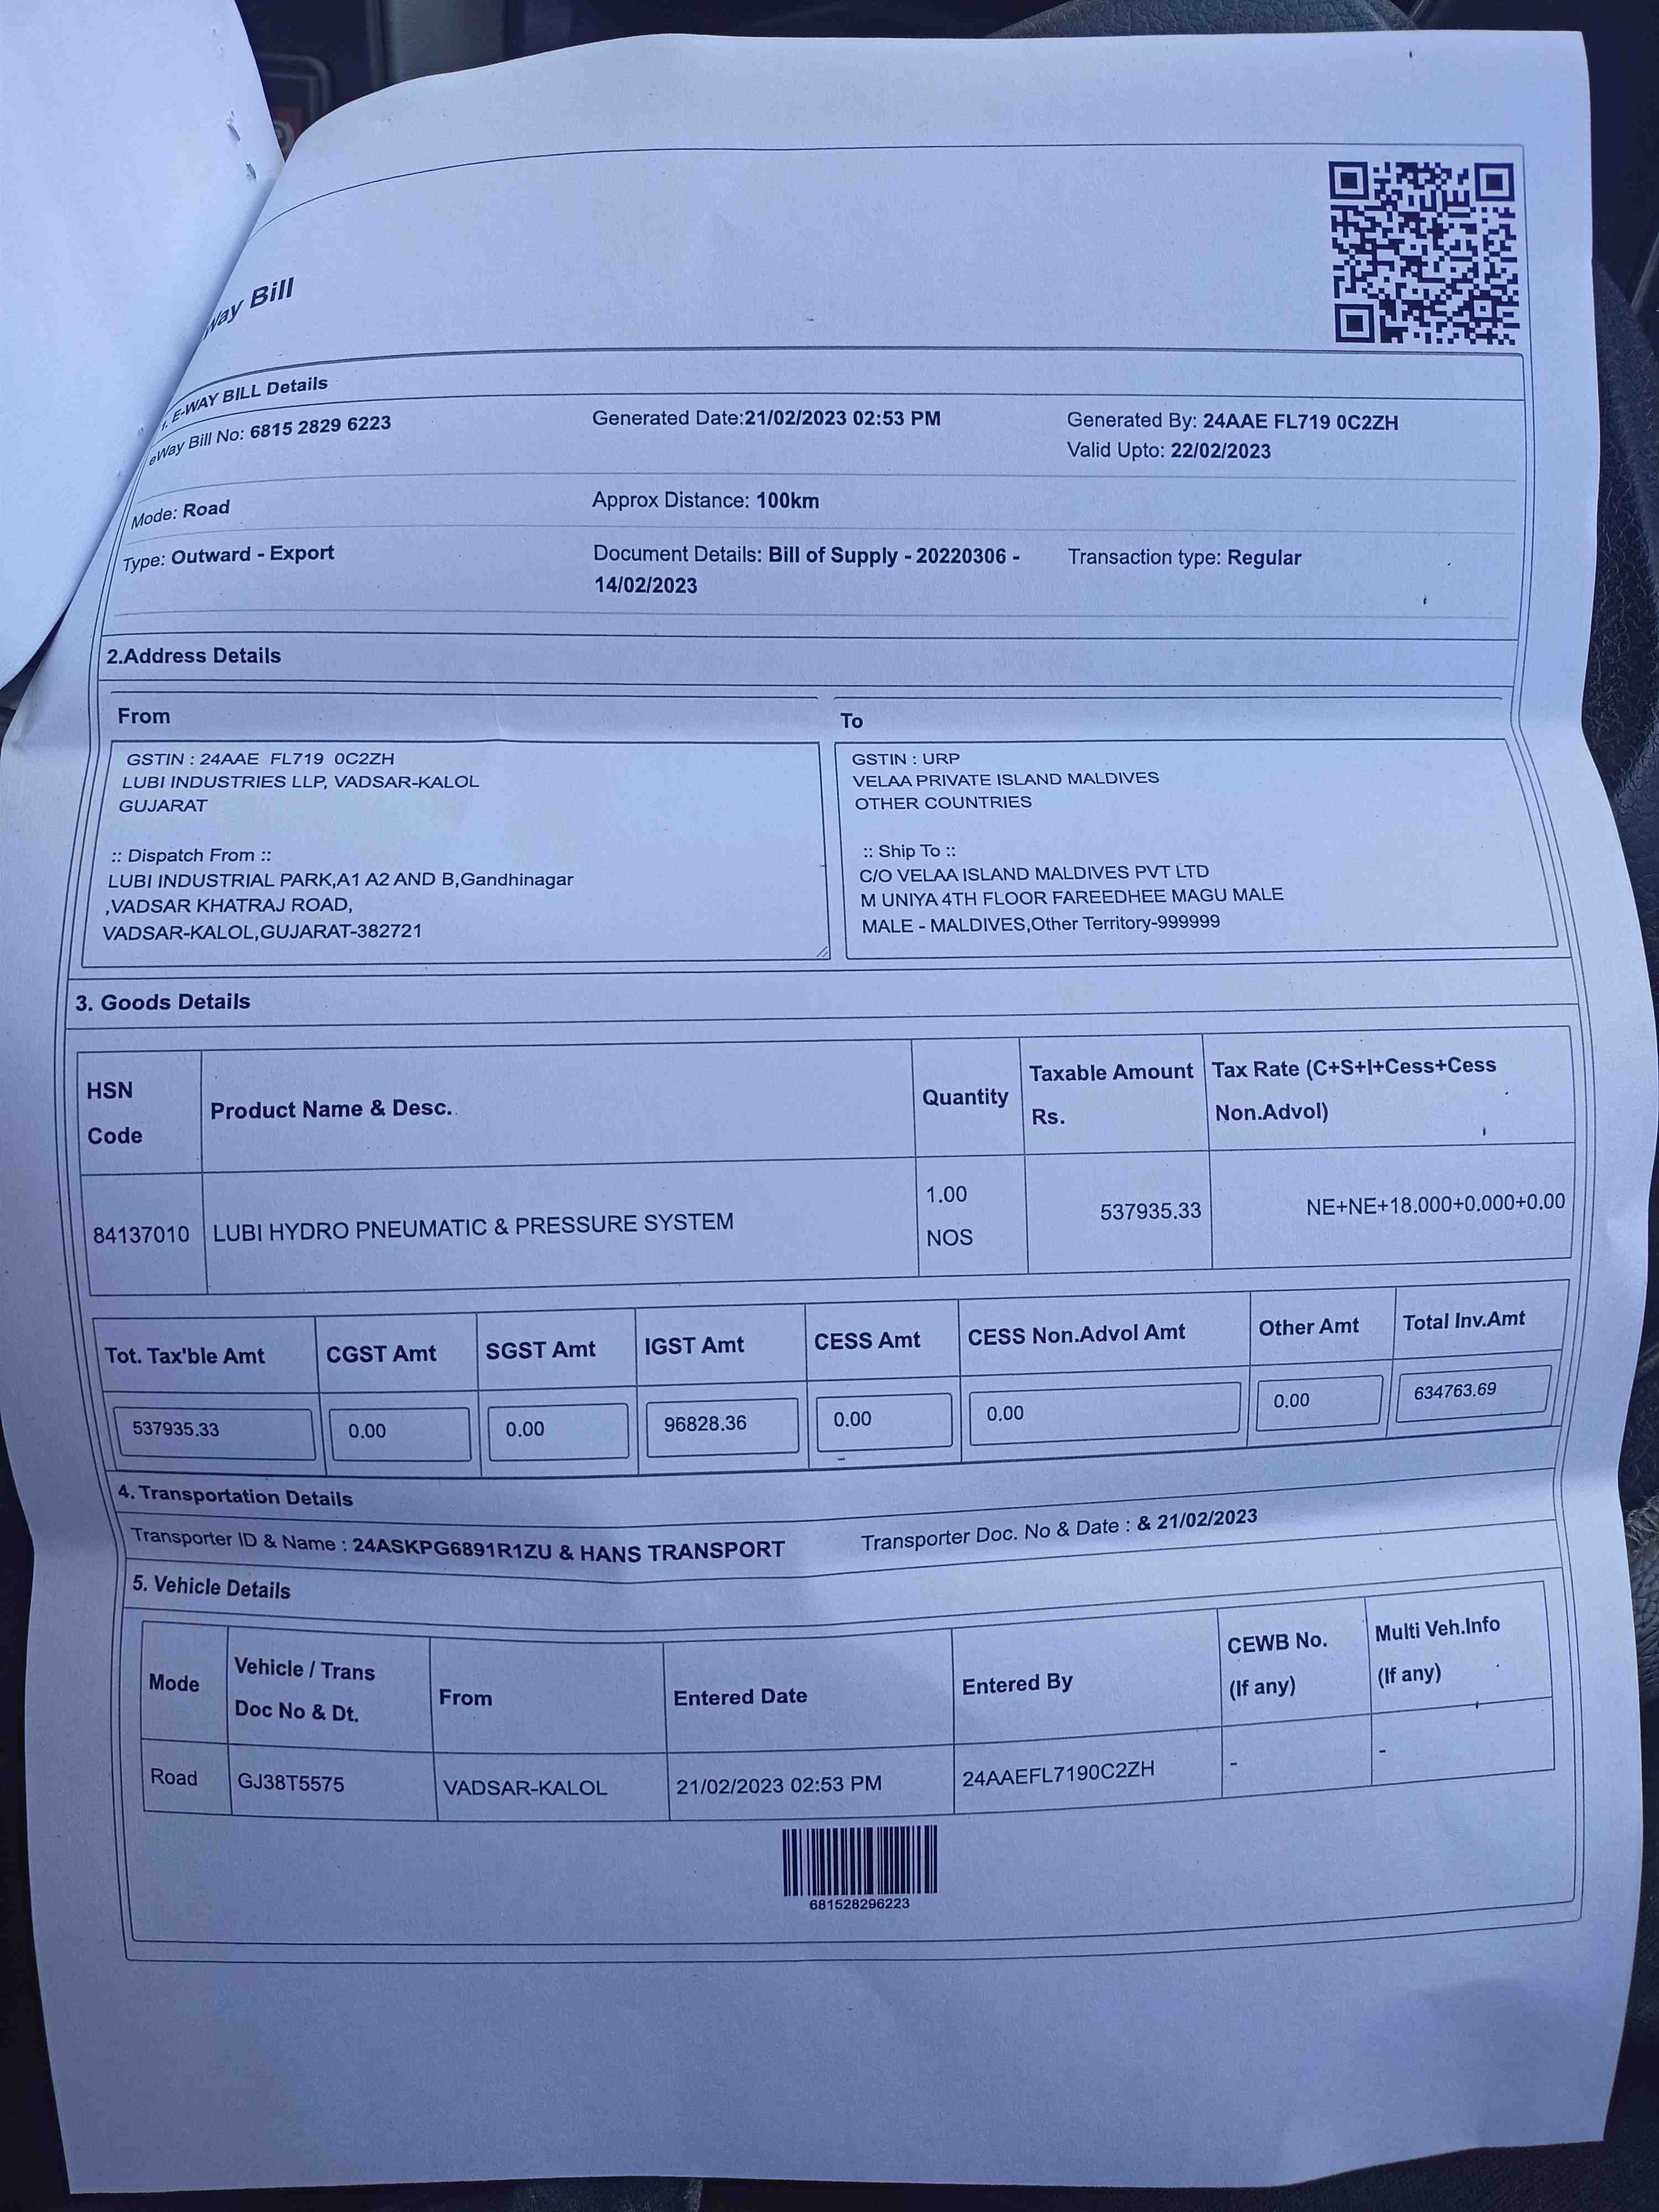 Way Bill
1. E-WAY BILL Details
eWay Bill No: 6815 2829 6223
Generated Date:21/02/2023 02:53 PM
Generated By: 24AAE FL719 0C2ZH
Valid Upto: 22/02/2023
Mode: Road
Approx Distance: 100km
Type: Outward - Export
Document Details: Bill of Supply - 20220306 -
14/02/2023
Transaction type: Regular
2.Address Details
From
GSTIN : 24AAE FL719 0C2ZH
LUBI INDUSTRIES LLP, VADSAR-KALOL
GUJARAT
:: Dispatch From ::
LUBI INDUSTRIAL PARK,A1 A2 AND B,Gandhinagar
,VADSAR KHATRAJ ROAD,
VADSAR-KALOL,GUJARAT-382721
To
GSTIN : URP
VELAA PRIVATE ISLAND MALDIVES
OTHER COUNTRIES
:: Ship To ::
C/O VELAA ISLAND MALDIVES PVT LTD
M UNIYA 4TH FLOOR FAREEDHEE MAGU MALE
MALE - MALDIVES,Other Territory-999999
3. Goods Details
HSN
Code
Product Name & Desc.
Quantity
Taxable Amount
Rs.
Tax Rate (C+S+I+Cess+Cess
Non.Advol)
84137010
LUBI HYDRO PNEUMATIC & PRESSURE SYSTEM
1.00
NOS
537935.33
NE+NE+18.000+0.000+0.00
Tot. Tax'ble Amt
CGST Amt
SGST Amt
IGST Amt
CESS Amt
CESS Non.Advol Amt
Other Amt
Total Inv.Amt
537935.33
0.00
0.00
96828.36
0.00
0.00
0.00
634763.69
4. Transportation Details
Transporter ID & Name : 24ASKPG6891R1ZU & HANS TRANSPORT
Transporter Doc. No & Date : & 21/02/2023
5. Vehicle Details
Mode
Vehicle / Trans
Doc No & Dt.
From
Entered Date
Entered By
CEWB No.
(If any)
Multi Veh.Info
(If any)
Road
GJ38T5575
VADSAR-KALOL
21/02/2023 02:53 PM
24AAEFL7190C2ZH
-
-
681528296223